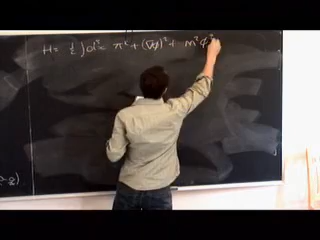 H = ½ ∫ d³x π² + (∇φ)² + m²φ²